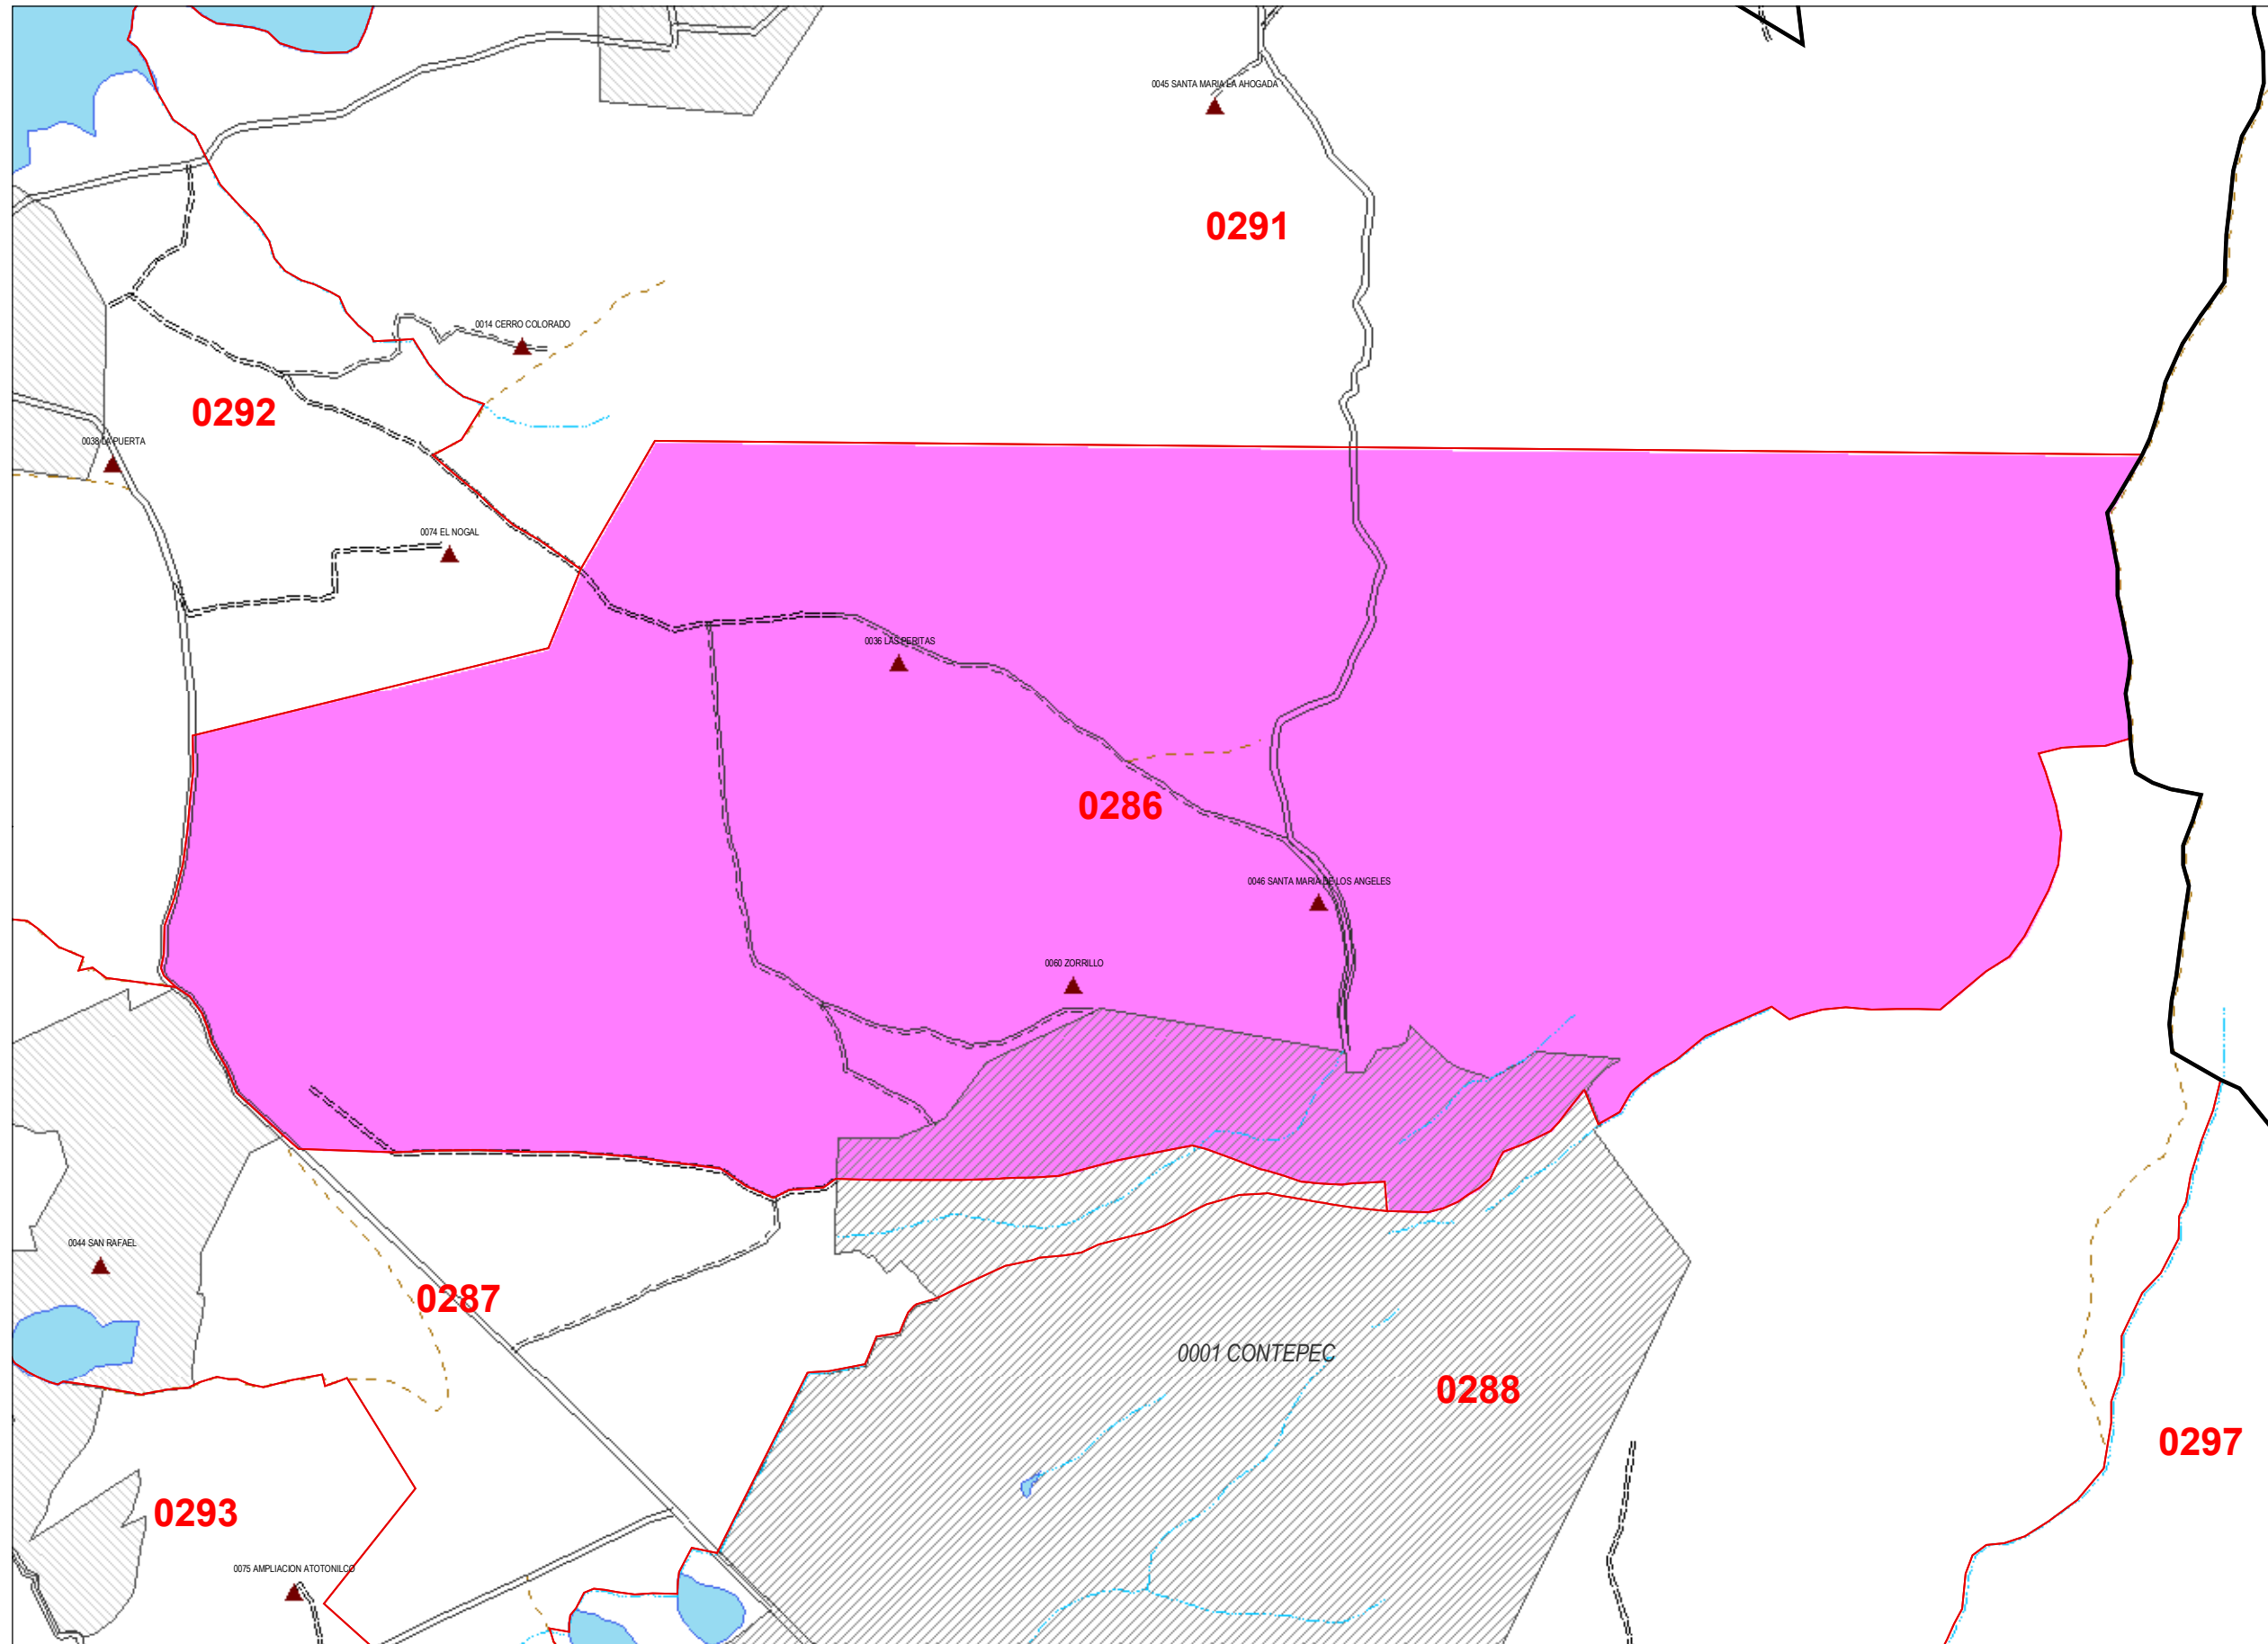 0045 SANTA MARIA LA AHOGADA
0291
0014 CERRO COLORADO
0292
0038 LA PUERTA
0074 EL NOGAL
0036 LAS PERITAS
0286
0046 SANTA MARIA DE LOS ANGELES
0060 ZORRILLO
0044 SAN RAFAEL
0287
0001 CONTEPEC
0288
0297
0293
0075 AMPLIACION ATOTONILCO